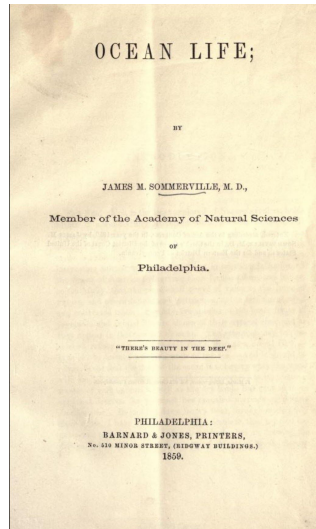 OCEAN LIFE;
BY
JAMES M. SOMMERVILLE, M. D.,
Member of the Academy of Natural Sciences
OF
Philadelphia.
"THERE'S BEAUTY IN THE DEEP."
PHILADELPHIA:
BARNARD & JONES, PRINTERS,
No. 510 MINOR STREET, (RIDGWAY BUILDINGS.)
1859.